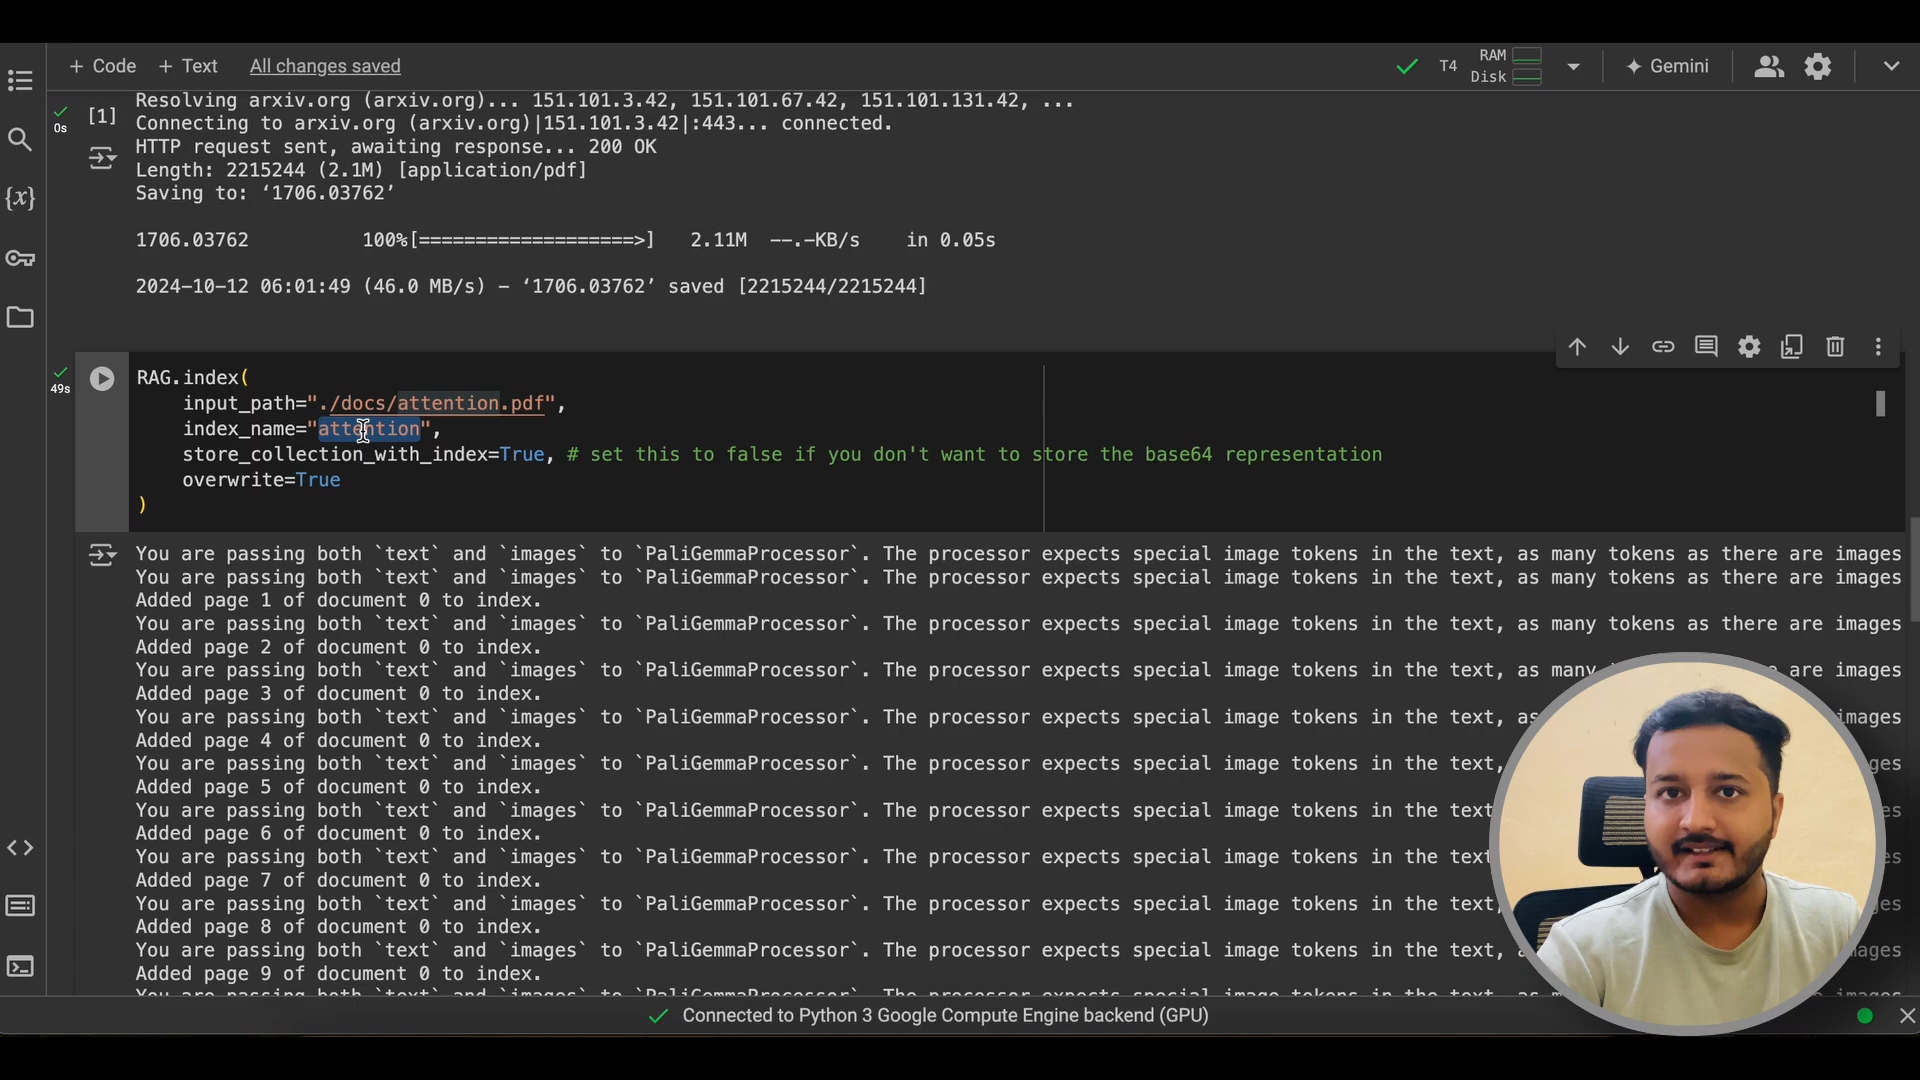 + Code + Text All changes saved
T4 RAM Disk Gemini
Resolving arxiv.org (arxiv.org)... 151.101.3.42, 151.101.67.42, 151.101.131.42, ...
[1]
0s
Connecting to arxiv.org (arxiv.org)|151.101.3.42|:443... connected.
HTTP request sent, awaiting response... 200 OK
Length: 2215244 (2.1M) [application/pdf]
Saving to: ‘1706.03762’
{x}
1706.03762 100%[===================>] 2.11M --.-KB/s in 0.05s
2024-10-12 06:01:49 (46.0 MB/s) - ‘1706.03762’ saved [2215244/2215244]
49s
RAG.index(
input_path="./docs/attention.pdf",
index_name="attention",
store_collection_with_index=True, # set this to false if you don't want to store the base64 representation
overwrite=True
)
You are passing both `text` and `images` to `PaliGemmaProcessor`. The processor expects special image tokens in the text, as many tokens as there are images
You are passing both `text` and `images` to `PaliGemmaProcessor`. The processor expects special image tokens in the text, as many tokens as there are images
Added page 1 of document 0 to index.
You are passing both `text` and `images` to `PaliGemmaProcessor`. The processor expects special image tokens in the text, as many tokens as there are images
Added page 2 of document 0 to index.
You are passing both `text` and `images` to `PaliGemmaProcessor`. The processor expects special image tokens in the text, as many are images
Added page 3 of document 0 to index.
You are passing both `text` and `images` to `PaliGemmaProcessor`. The processor expects special image tokens in the text, as
Added page 4 of document 0 to index.
You are passing both `text` and `images` to `PaliGemmaProcessor`. The processor expects special image tokens in the text,
Added page 5 of document 0 to index.
You are passing both `text` and `images` to `PaliGemmaProcessor`. The processor expects special image tokens in the text,
Added page 6 of document 0 to index.
You are passing both `text` and `images` to `PaliGemmaProcessor`. The processor expects special image tokens in the text
Added page 7 of document 0 to index.
You are passing both `text` and `images` to `PaliGemmaProcessor`. The processor expects special image tokens in the text,
Added page 8 of document 0 to index.
You are passing both `text` and `images` to `PaliGemmaProcessor`. The processor expects special image tokens in the text,
Added page 9 of document 0 to index.
Connected to Python 3 Google Compute Engine backend (GPU)